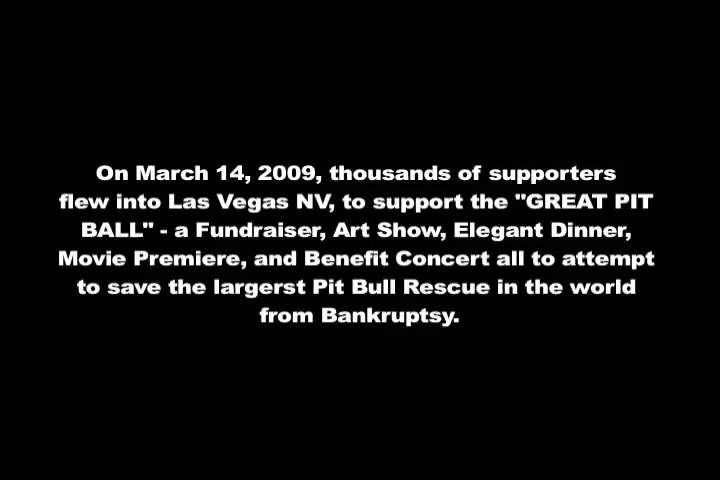 On March 14, 2009, thousands of supporters
flew into Las Vegas NV, to support the "GREAT PIT
BALL" - a Fundraiser, Art Show, Elegant Dinner,
Movie Premiere, and Benefit Concert all to attempt
to save the largerst Pit Bull Rescue in the world
from Bankruptsy.